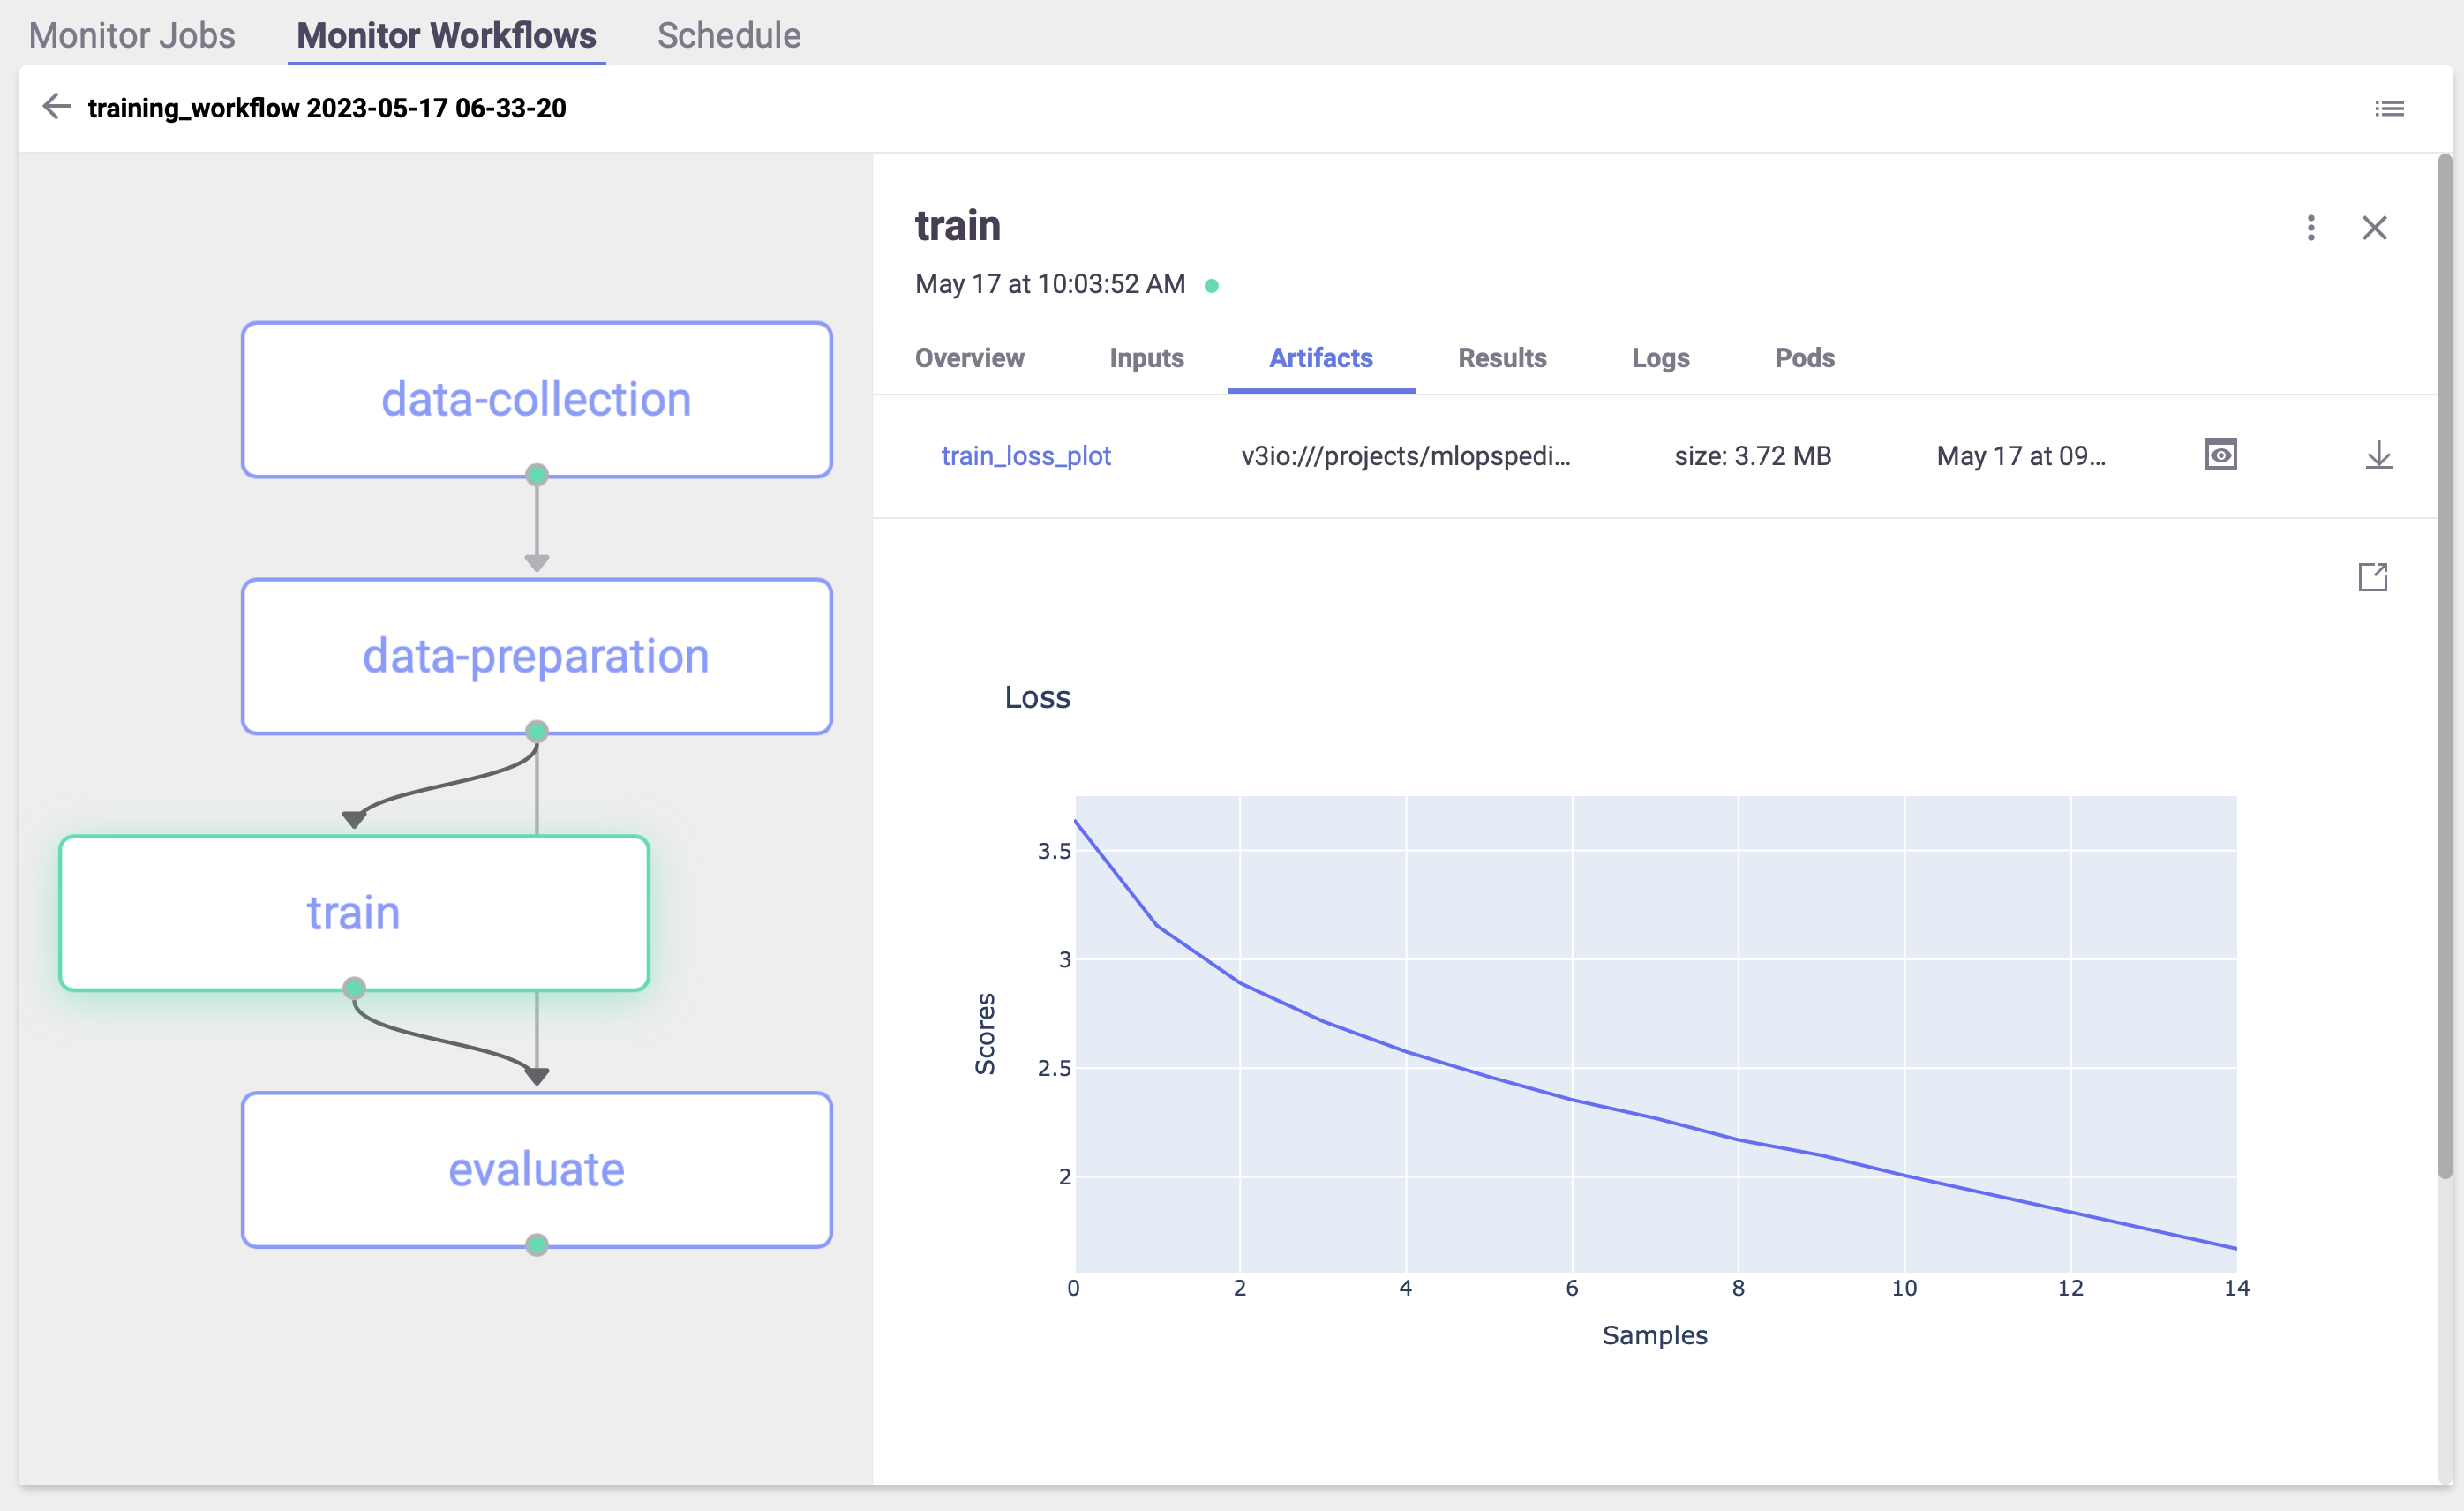 Monitor Jobs Monitor Workflows Schedule
training_workflow 2023-05-17 06-33-20
data-collection
data-preparation
train
evaluate
train
May 17 at 10:03:52 AM
Overview Inputs Artifacts Results Logs Pods
train_loss_plot v3io:///projects/mlopspedi... size: 3.72 MB May 17 at 09...
Loss
3.5
3
2.5
2
Scores
0 2 4 6 8 10 12 14
Samples